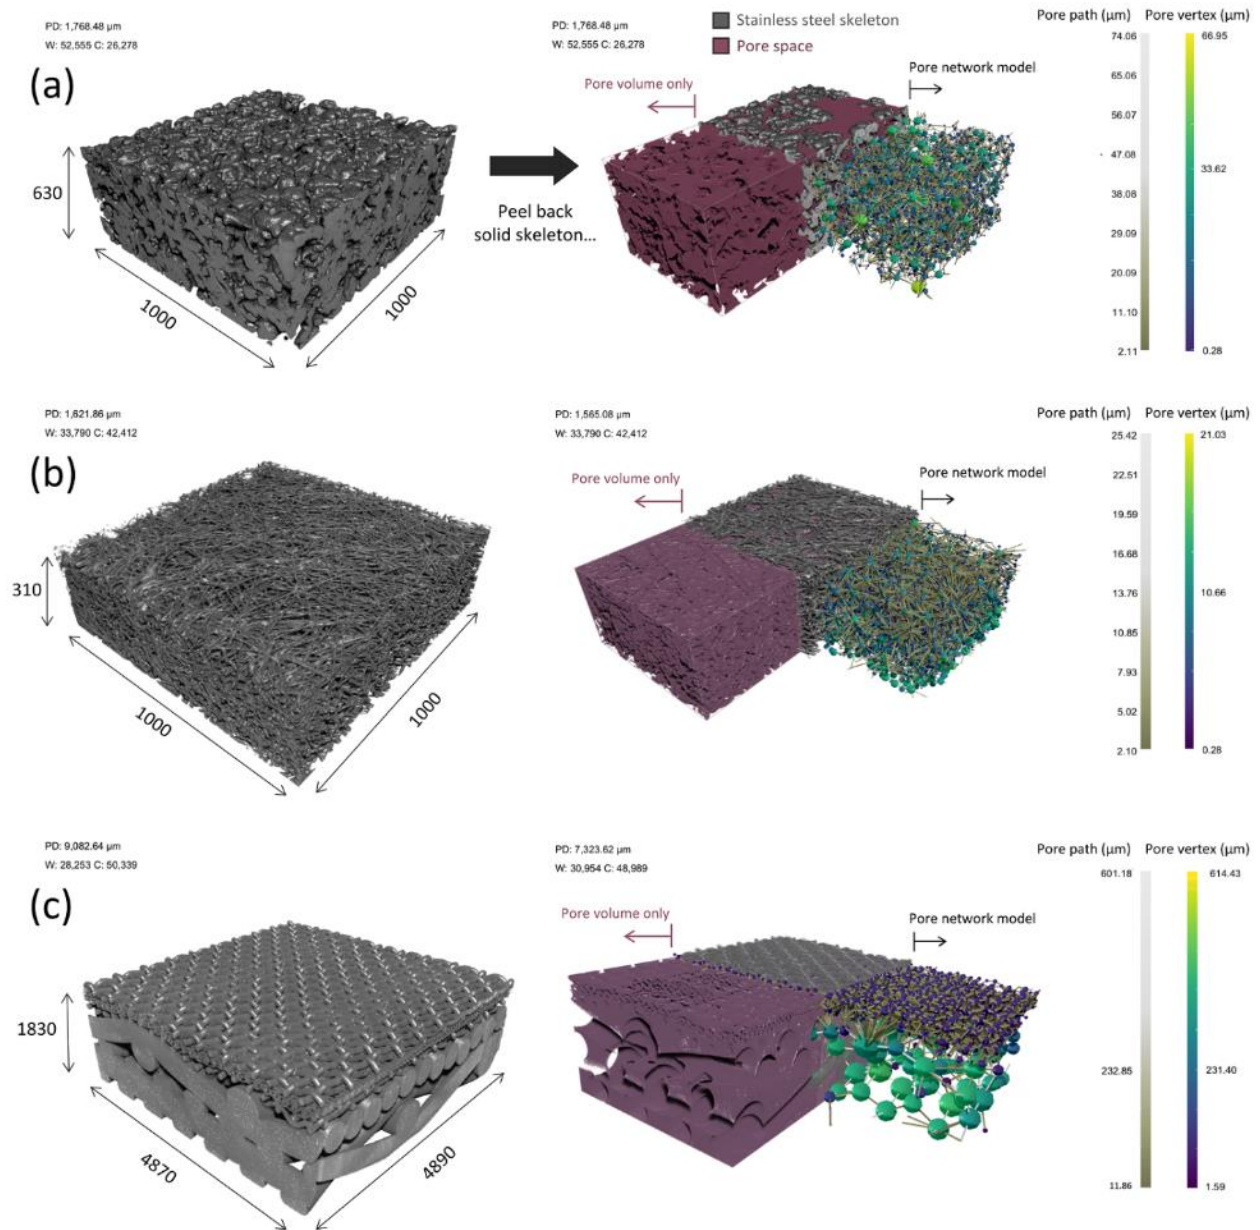 PD: 1,768.48 µm
W: 52,555 C: 26,278
(a)
630
1000
1000
Peel back
solid skeleton...
PD: 1,768.48 µm
W: 52,555 C: 26,278
Stainless steel skeleton
Pore space
Pore volume only
Pore network model
Pore path (µm)
74.06
65.06
56.07
47.08
38.08
29.09
20.09
11.10
2.11
Pore vertex (µm)
66.95
33.62
0.28
PD: 1,621.86 µm
W: 33,790 C: 42,412
(b)
310
1000
1000
PD: 1,565.08 µm
W: 33,790 C: 42,412
Pore volume only
Pore network model
Pore path (µm)
25.42
22.51
19.59
16.68
13.76
10.85
7.93
5.02
2.10
Pore vertex (µm)
21.03
10.66
0.28
PD: 9,082.64 µm
W: 28,253 C: 50,339
(c)
1830
4870
4890
PD: 7,323.62 µm
W: 30,954 C: 48,989
Pore volume only
Pore network model
Pore path (µm)
601.18
232.85
11.86
Pore vertex (µm)
614.43
231.40
1.59